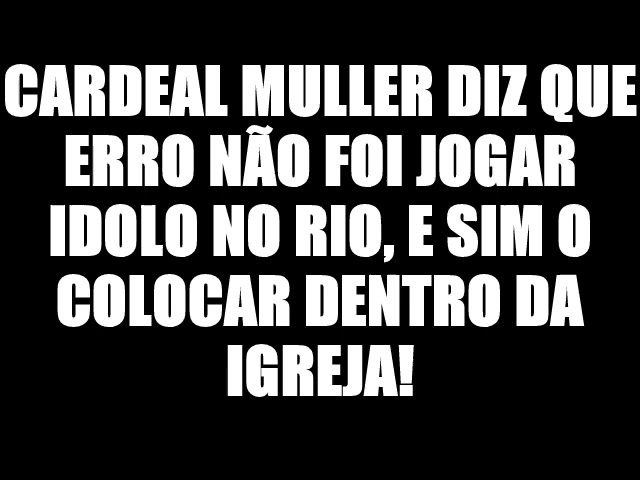 CARDEAL MULLER DIZ QUE
ERRO NÃO FOI JOGAR
IDOLO NO RIO, E SIM O
COLOCAR DENTRO DA
IGREJA!